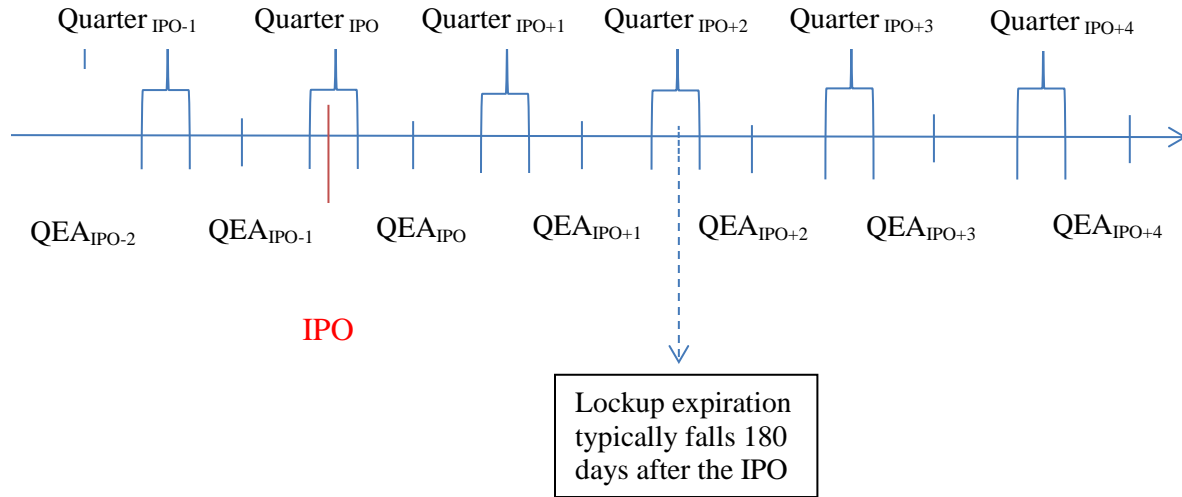 Quarter IPO-1 Quarter IPO Quarter IPO+1 Quarter IPO+2 Quarter IPO+3 Quarter IPO+4
QEAIPO-2 QEAIPO-1 QEAIPO QEAIPO+1 QEAIPO+2 QEAIPO+3 QEAIPO+4
IPO
Lockup expiration
typically falls 180
days after the IPO